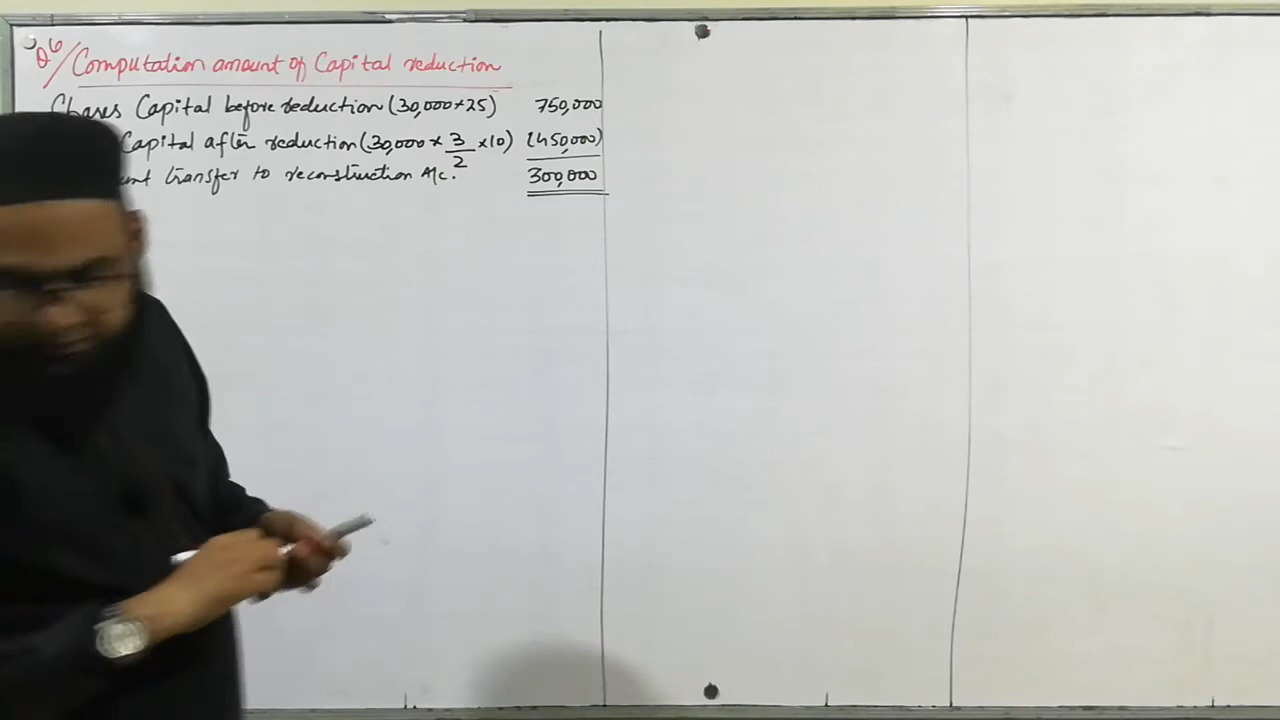 Q6/ Computation amount of Capital reduction
Shares Capital before reduction (30,000 × 25) 750,000
Capital after reduction (30,000 × 3/2 × 10) (450,000)
transfer to reconstruction A/c. 300,000